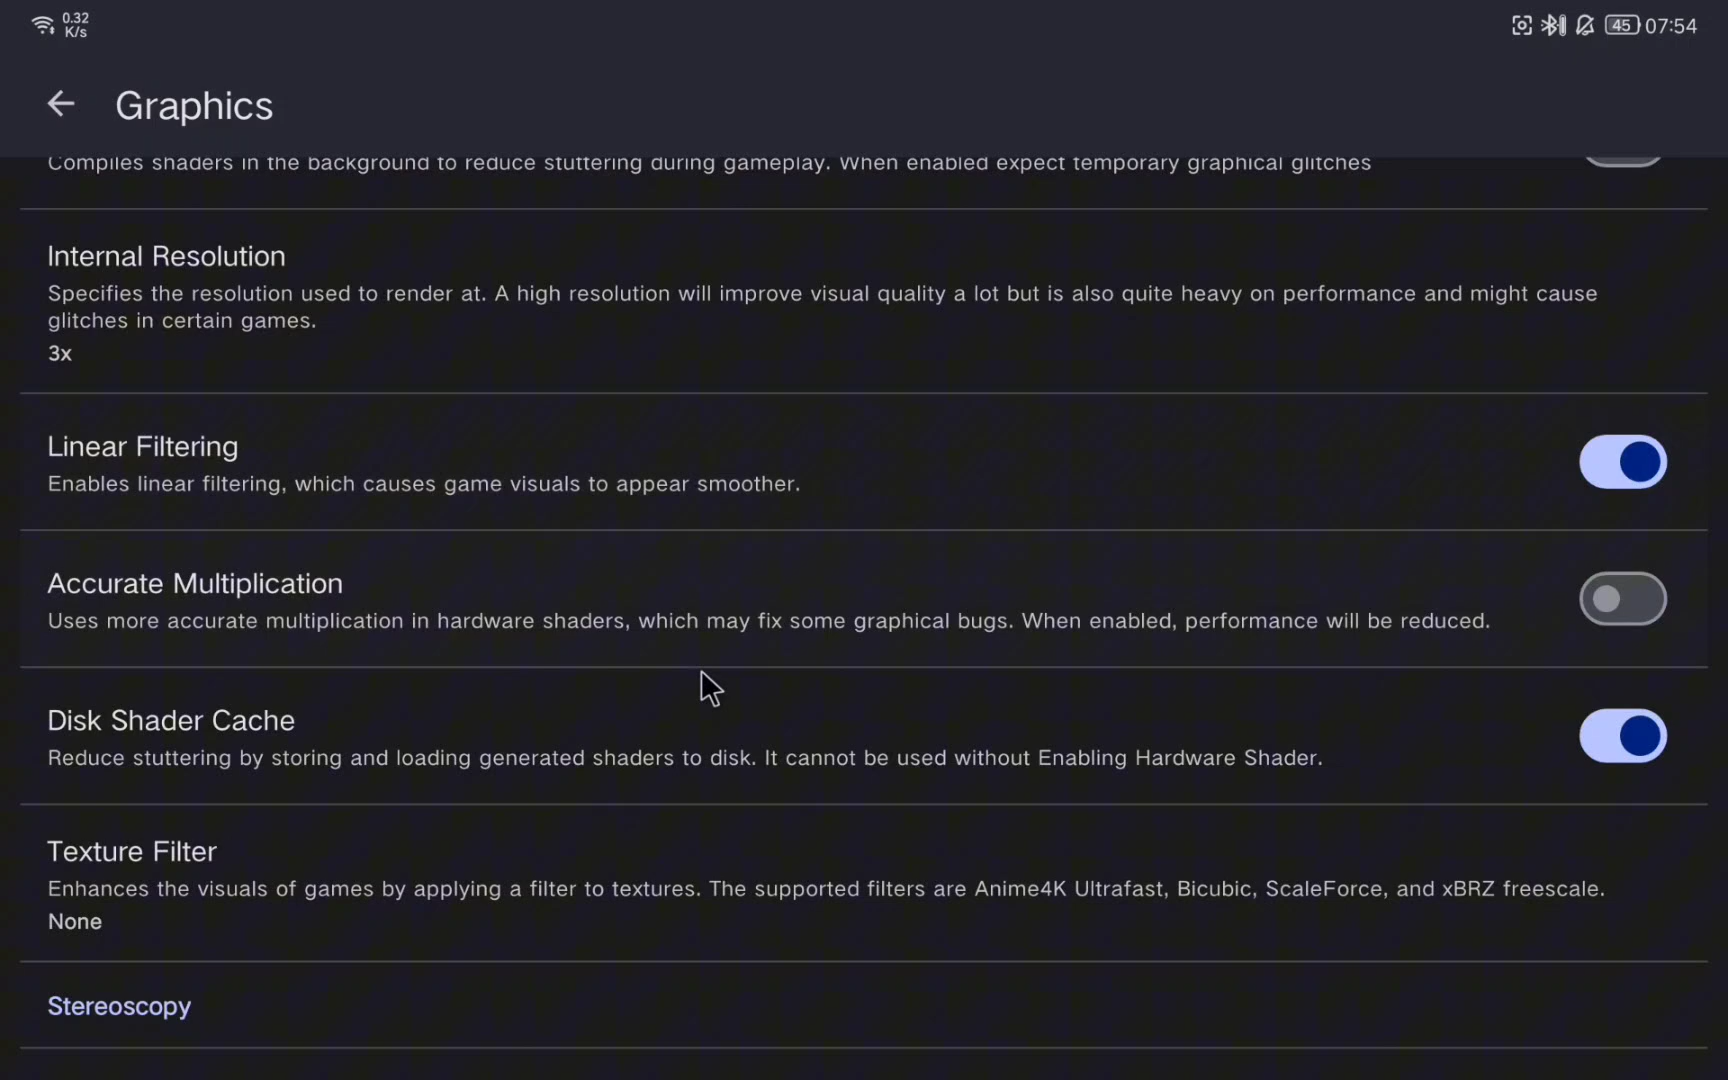 0.32
K/s
45 07:54
Graphics
Compiles shaders in the background to reduce stuttering during gameplay. When enabled expect temporary graphical glitches
Internal Resolution
Specifies the resolution used to render at. A high resolution will improve visual quality a lot but is also quite heavy on performance and might cause
glitches in certain games.
3x
Linear Filtering
Enables linear filtering, which causes game visuals to appear smoother.
Accurate Multiplication
Uses more accurate multiplication in hardware shaders, which may fix some graphical bugs. When enabled, performance will be reduced.
Disk Shader Cache
Reduce stuttering by storing and loading generated shaders to disk. It cannot be used without Enabling Hardware Shader.
Texture Filter
Enhances the visuals of games by applying a filter to textures. The supported filters are Anime4K Ultrafast, Bicubic, ScaleForce, and xBRZ freescale.
None
Stereoscopy